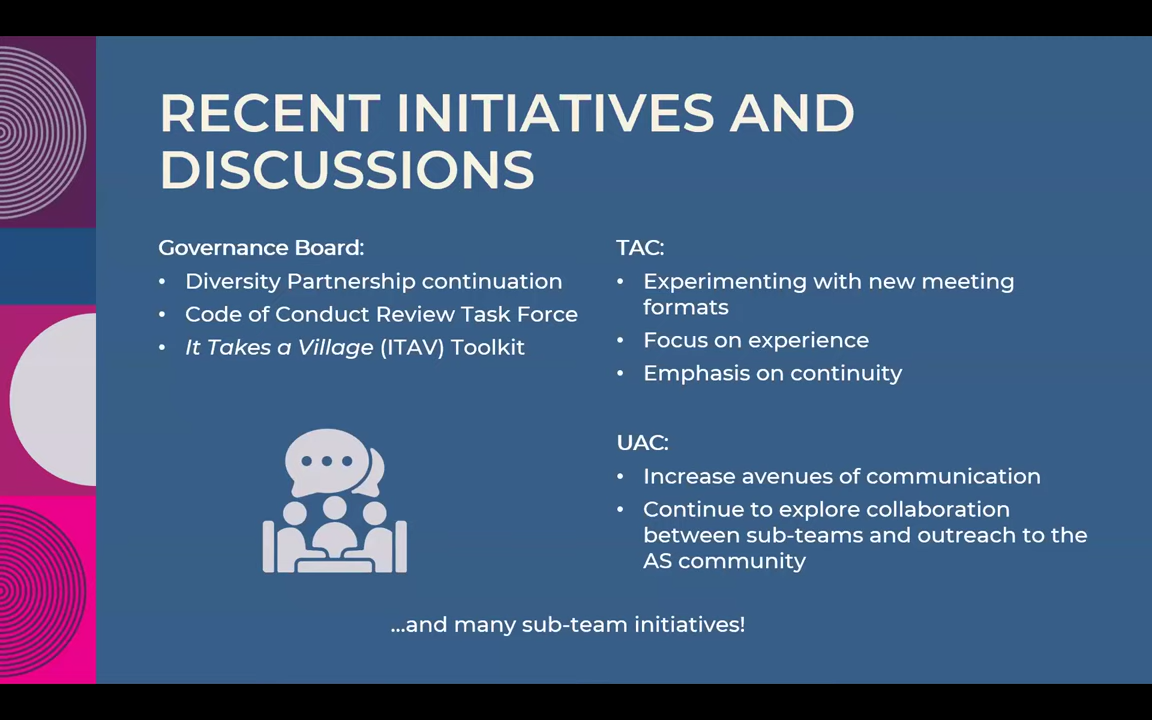 RECENT INITIATIVES AND
DISCUSSIONS
Governance Board:
• Diversity Partnership continuation
• Code of Conduct Review Task Force
• It Takes a Village (ITAV) Toolkit
TAC:
• Experimenting with new meeting
formats
• Focus on experience
• Emphasis on continuity
UAC:
• Increase avenues of communication
• Continue to explore collaboration
between sub-teams and outreach to the
AS community
...and many sub-team initiatives!